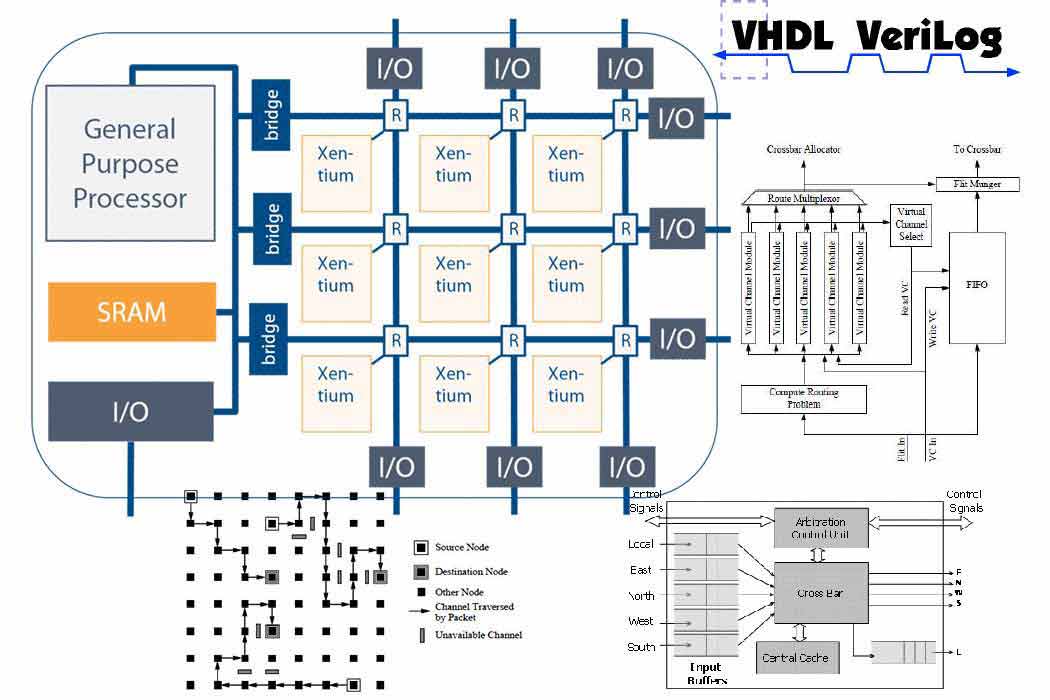 VHDL VeriLog
I/O
I/O
I/O
General
Purpose
Processor
bridge
R
R
R
I/O
Xen-
tium
Xen-
tium
Xen-
tium
bridge
R
R
R
I/O
Xen-
tium
Xen-
tium
Xen-
tium
SRAM
bridge
R
R
R
I/O
Xen-
tium
Xen-
tium
Xen-
tium
I/O
I/O
I/O
I/O
Crossbar Allocator
To Crossbar
Flit Munger
Route Multiplexor
Virtual
Channel
Select
Virtual Channel Module
Virtual Channel Module
Virtual Channel Module
Virtual Channel Module
Virtual Channel Module
Read VC
Write VC
FIFO
Compute Routing
Problem
Flit In
VC In
Source Node
Destination Node
Other Node
Channel Traversed
by Packet
Unavailable Channel
Control
Signals
Control
Signals
Arbitration
Control Unit
Local
East
North
West
South
Cross Bar
E
N
W
S
L
Central Cache
Input
Buffers